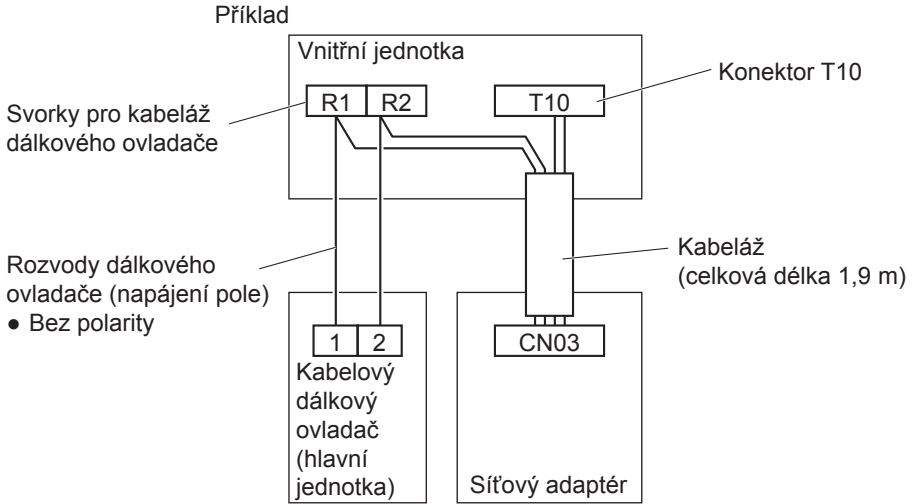 Příklad
Vnitřní jednotka
R1 R2
T10
Konektor T10
Svorky pro kabeláž
dálkového ovladače
Rozvody dálkového
ovladače (napájení pole)
● Bez polarity
Kabeláž
(celková délka 1,9 m)
1 2
Kabelový
dálkový
ovladač
(hlavní
jednotka)
CN03
Síťový adaptér